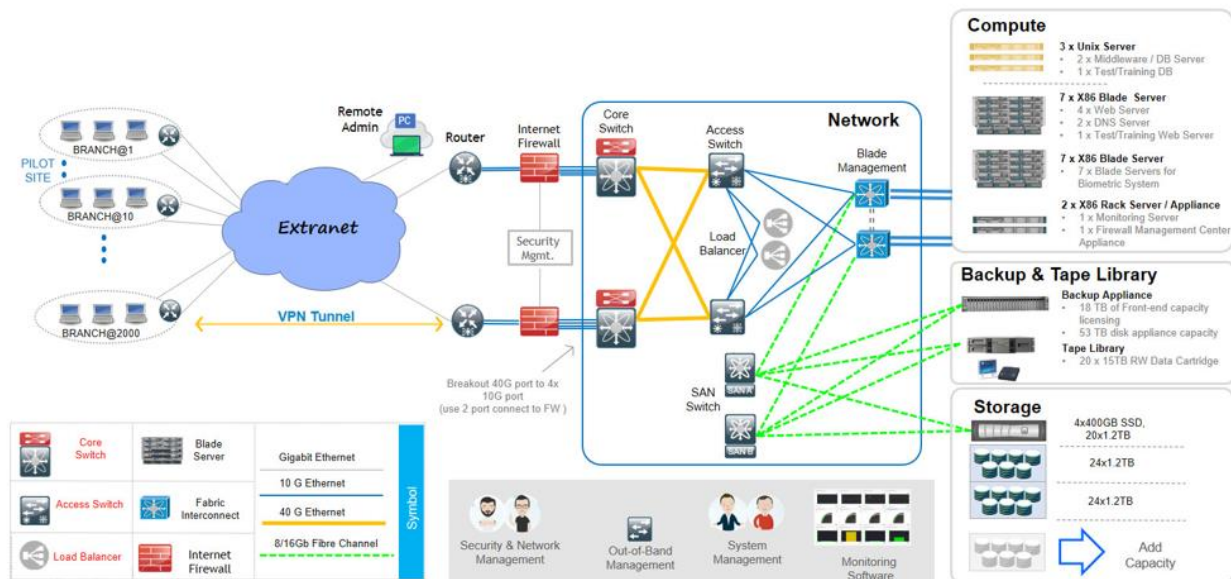 BRANCH@1
PILOT
SITE
BRANCH@10
BRANCH@2000
Extranet
VPN Tunnel
Remote
Admin
PC
Router
Internet
Firewall
Security
Mgmt.
Breakout 40G port to 4x
10G port
(use 2 port connect to FW )
Network
Core
Switch
Access
Switch
Blade
Management
Load
Balancer
SAN
Switch
SAN A
SAN B
Compute
3 x Unix Server
• 2 x Middleware / DB Server
• 1 x Test/Training DB
7 x X86 Blade Server
• 4 x Web Server
• 2 x DNS Server
• 1 x Test/Training Web Server
7 x X86 Blade Server
• 7 x Blade Servers for
Biometric System
2 x X86 Rack Server / Appliance
• 1 x Monitoring Server
• 1 x Firewall Management Center
Appliance
Backup & Tape Library
Backup Appliance
• 18 TB of Front-end capacity
licensing
• 53 TB disk appliance capacity
Tape Library
• 20 x 15TB RW Data Cartridge
Storage
4x400GB SSD,
20x1.2TB
24x1.2TB
24x1.2TB
Add
Capacity
Core
Switch
Blade
Server
Gigabit Ethernet
10 G Ethernet
Access Switch
Fabric
Interconnect
40 G Ethernet
8/16Gb Fibre Channel
Load Balancer
Internet
Firewall
Symbol
Security & Network
Management
Out-of-Band
Management
System
Management
Monitoring
Software